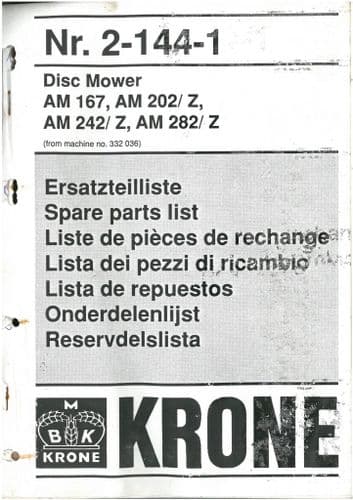 Nr. 2-144-1
Disc Mower
AM 167, AM 202/ Z,
AM 242/ Z, AM 282/ Z
(from machine no. 332 036)
Ersatzteilliste
Spare parts list
Liste de pièces de rechange
Lista dei pezzi di ricambio
Lista de repuestos
Onderdelenlijst
Reservdelslista
M
B K
KRONE
KRONE